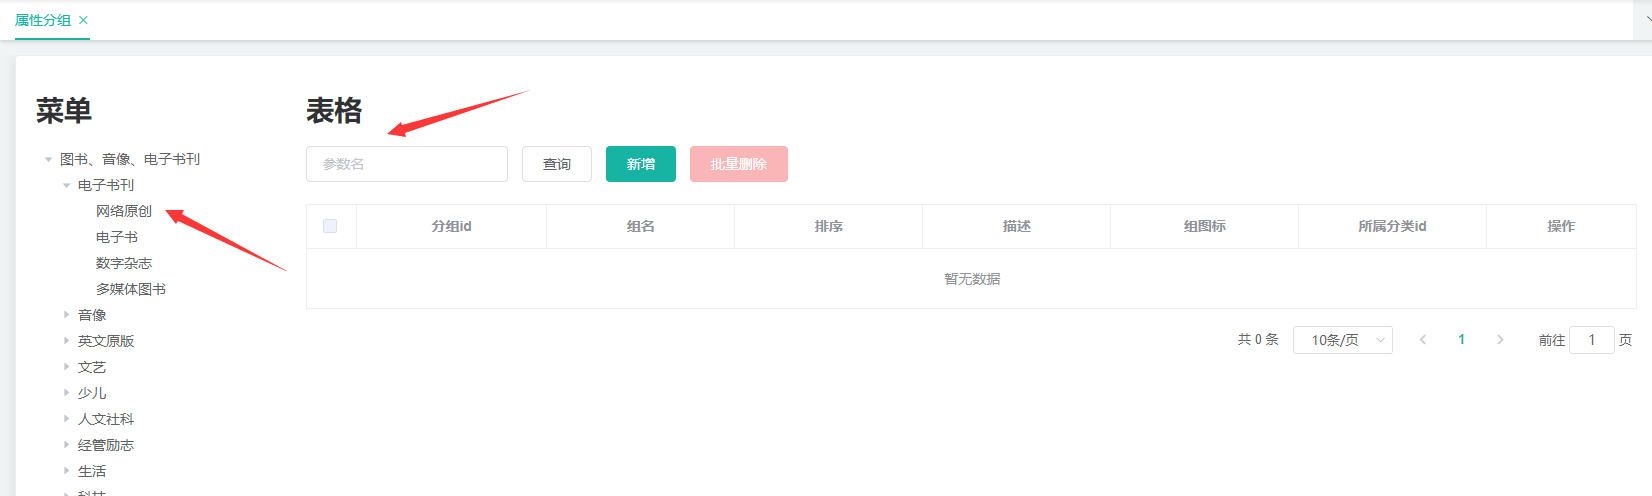 属性分组
菜单
图书、音像、电子书刊
电子书刊
网络原创
电子书
数字杂志
多媒体图书
音像
英文原版
文艺
少儿
人文社科
经管励志
生活
科技
表格
参数名 查询 新增 批量删除
分组id 组名 排序 描述 组图标 所属分类id 操作
暂无数据
共 0 条 10条/页 1 前往 1 页